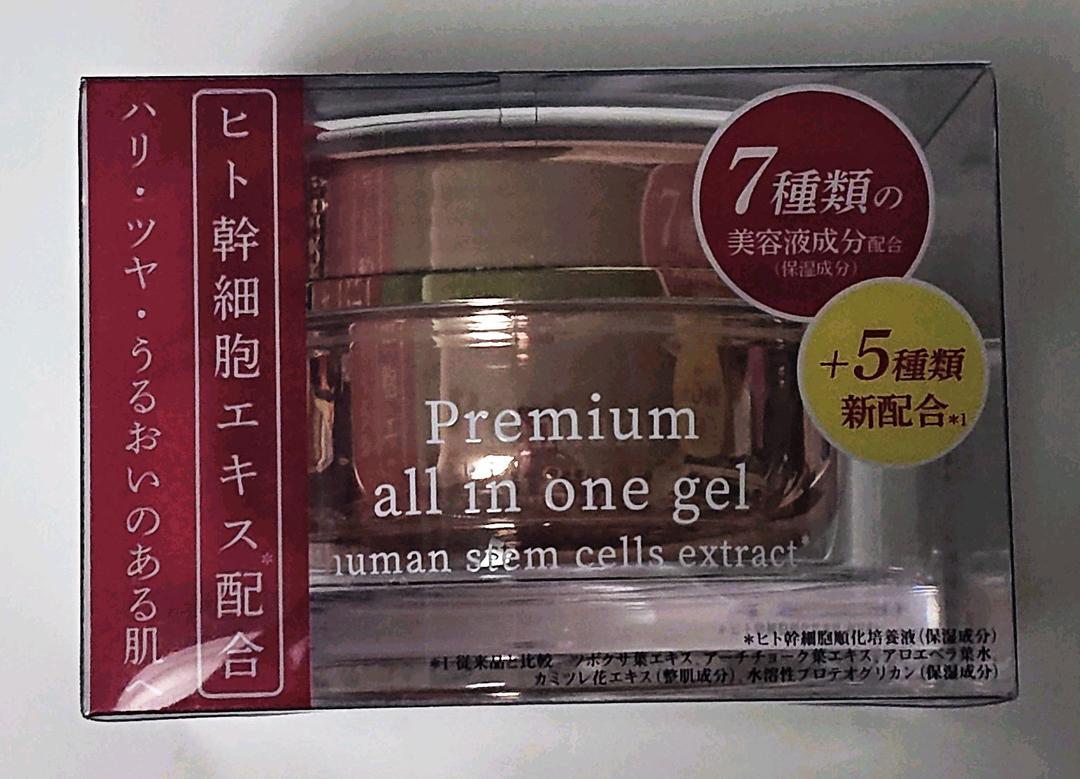 ヒト幹細胞エキス*配合
ハリ・ツヤ・うるおいのある肌へ
7種類の
美容液成分配合
(保湿成分)
+5種類
新配合*1
Premium
all in one gel
human stem cells extract*
*ヒト幹細胞順化培養液(保湿成分)
*1 従来品と比較 ツボクサ葉エキス、アーチチョーク葉エキス、アロエベラ葉水、
カミツレ花エキス(整肌成分)、水溶性プロテオグリカン(保湿成分)